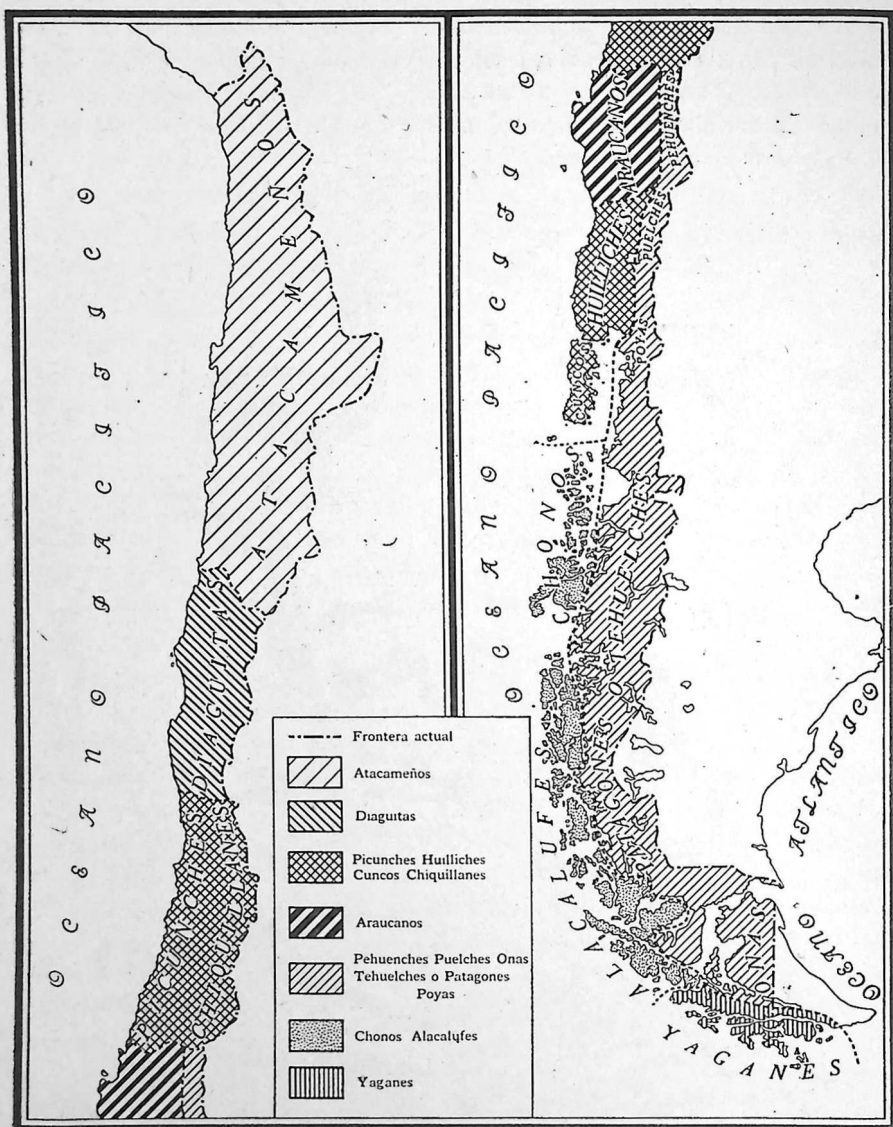 OCEANO PACIFICO
ATACAMEÑOS
DIAGUITAS
PICUNCHES
CHIQUILLANES
Frontera actual
Atacameños
Diaguitas
Picunches Huilliches
Cuncos Chiquillanes
Araucanos
Pehuenches Puelches Onas
Tehuelches o Patagones
Poyas
Chonos Alacalufes
Yaganes
OCEANO PACIFICO
ARAUCANOS
PEHUENCHES
HUILLICHES
PUELCHES
CUNCOS
POYAS
CHONOS
PATAGONES O TEHUELCHES
ALACALUFES
ONAS
YAGANES
OCEANO ATLANTICO